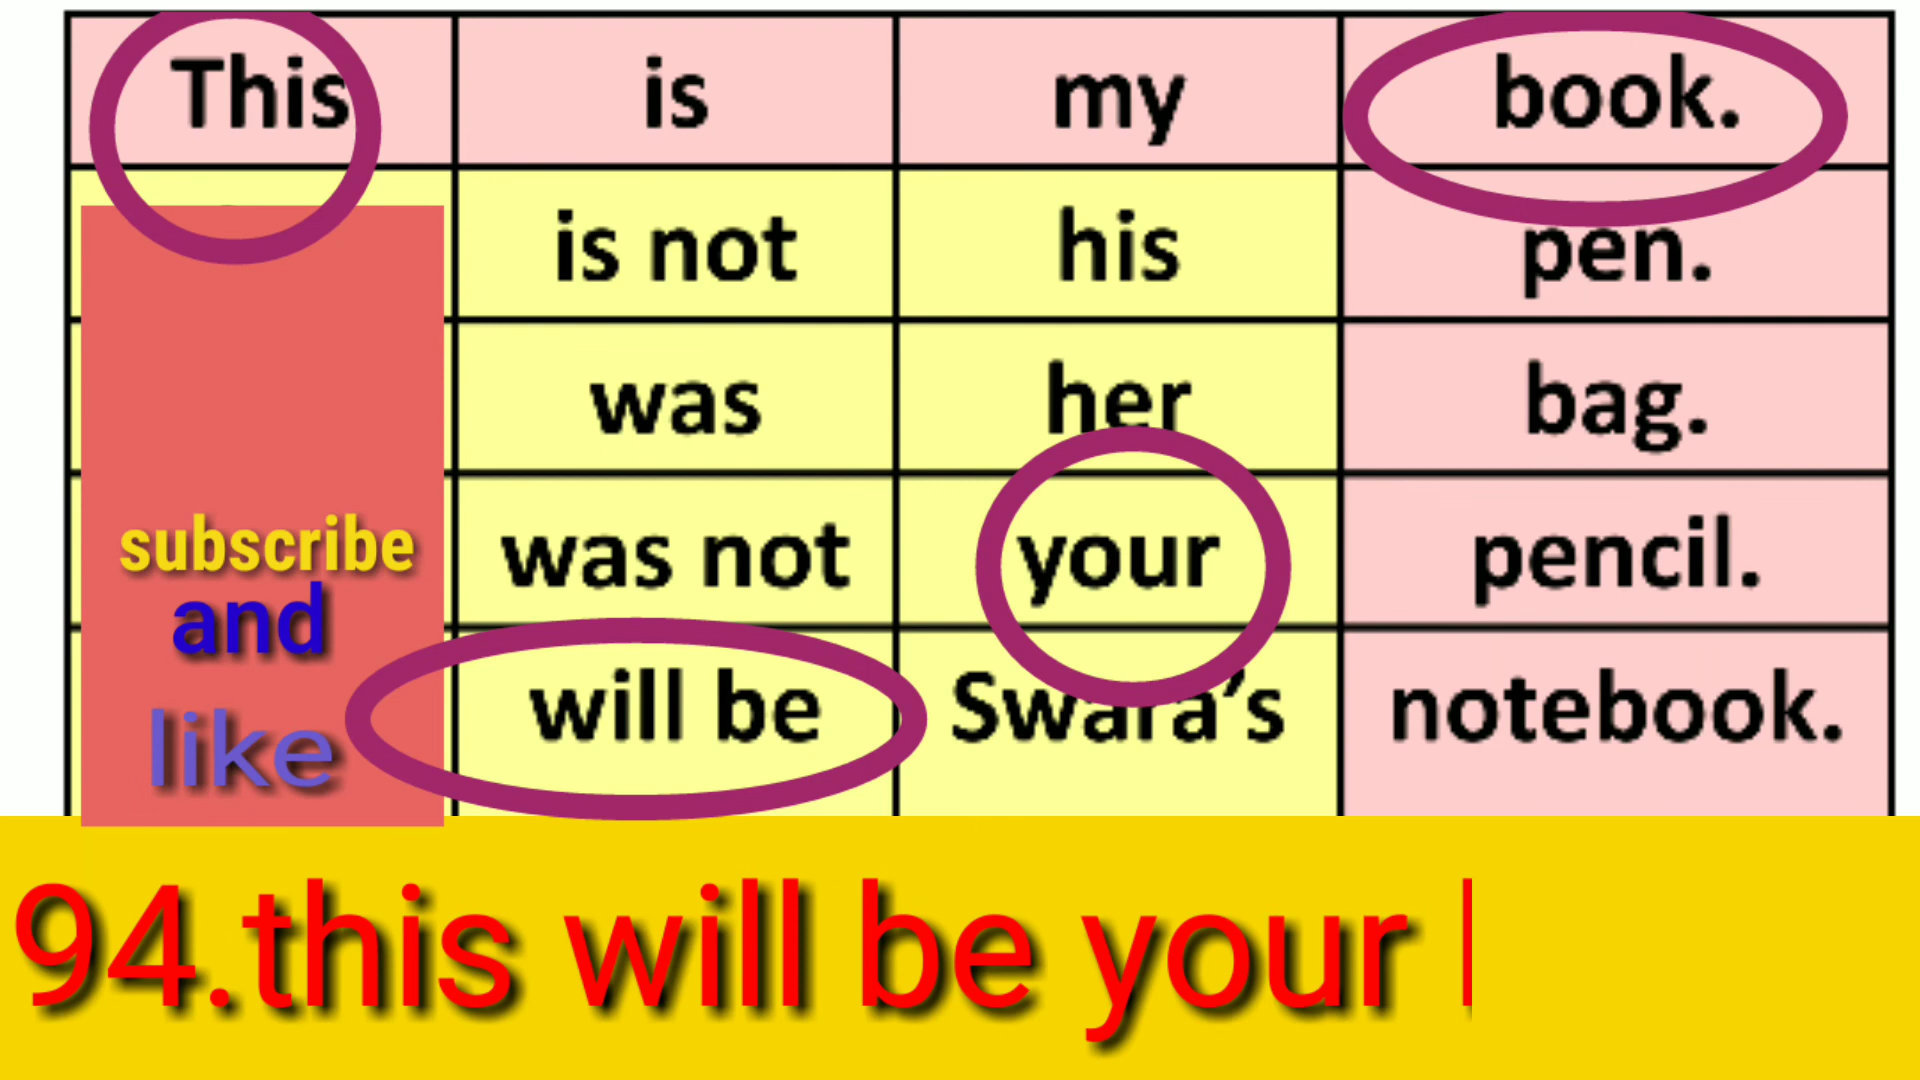 This is my book.
is not his pen.
was her bag.
subscribe was not your pencil.
and
like will be Swara's notebook.
94.this will be your